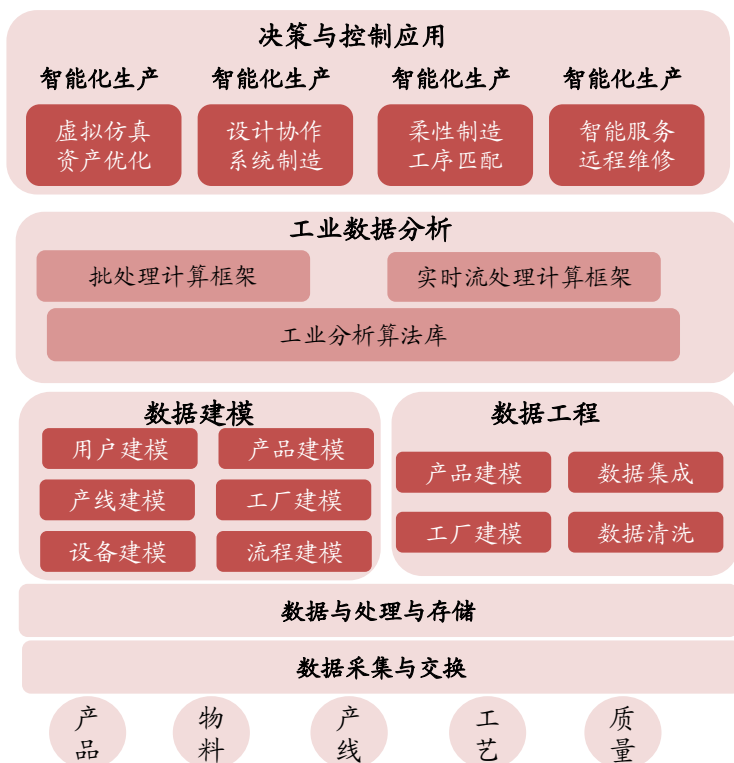 决策与控制应用
智能化生产 智能化生产 智能化生产 智能化生产
虚拟仿真
资产优化
设计协作
系统制造
柔性制造
工序匹配
智能服务
远程维修
工业数据分析
批处理计算框架 实时流处理计算框架
工业分析算法库
数据建模
用户建模 产品建模
产线建模 工厂建模
设备建模 流程建模
数据工程
产品建模 数据集成
工厂建模 数据清洗
数据与处理与存储
数据采集与交换
产品
物料
产线
工艺
质量